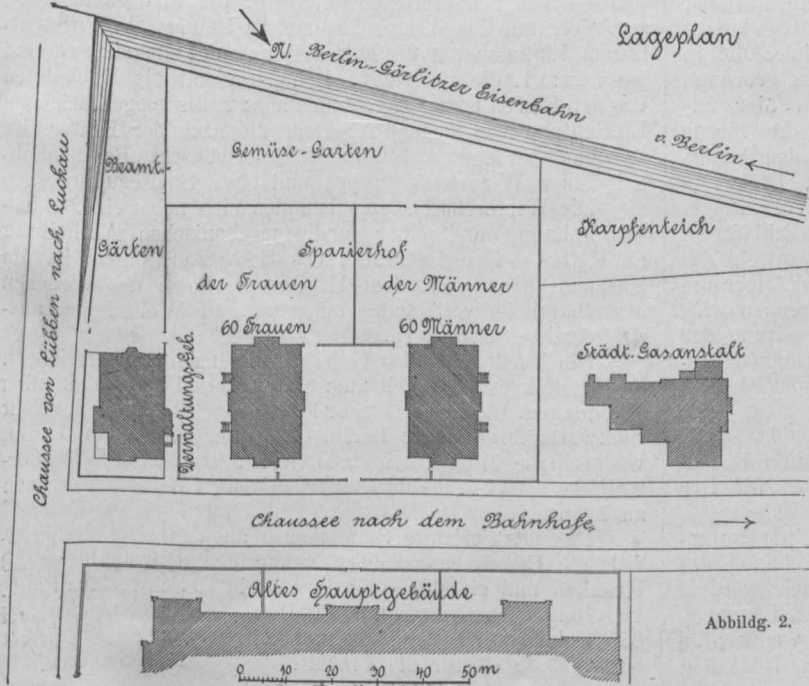 Lageplan
N. Berlin-Görlitzer Eisenbahn
v. Berlin
Beamt.-
Gärten
Gemüse-Garten
Karpfenteich
Spazierhof
der Frauen
der Männer
60 Frauen
60 Männer
Städt. Gasanstalt
Verwaltungs-Geb.
Chaussee von Lübben nach Luckau
Chaussee nach dem Bahnhofe
Altes Hauptgebäude
Abbildg. 2.
0 10 20 30 40 50 m